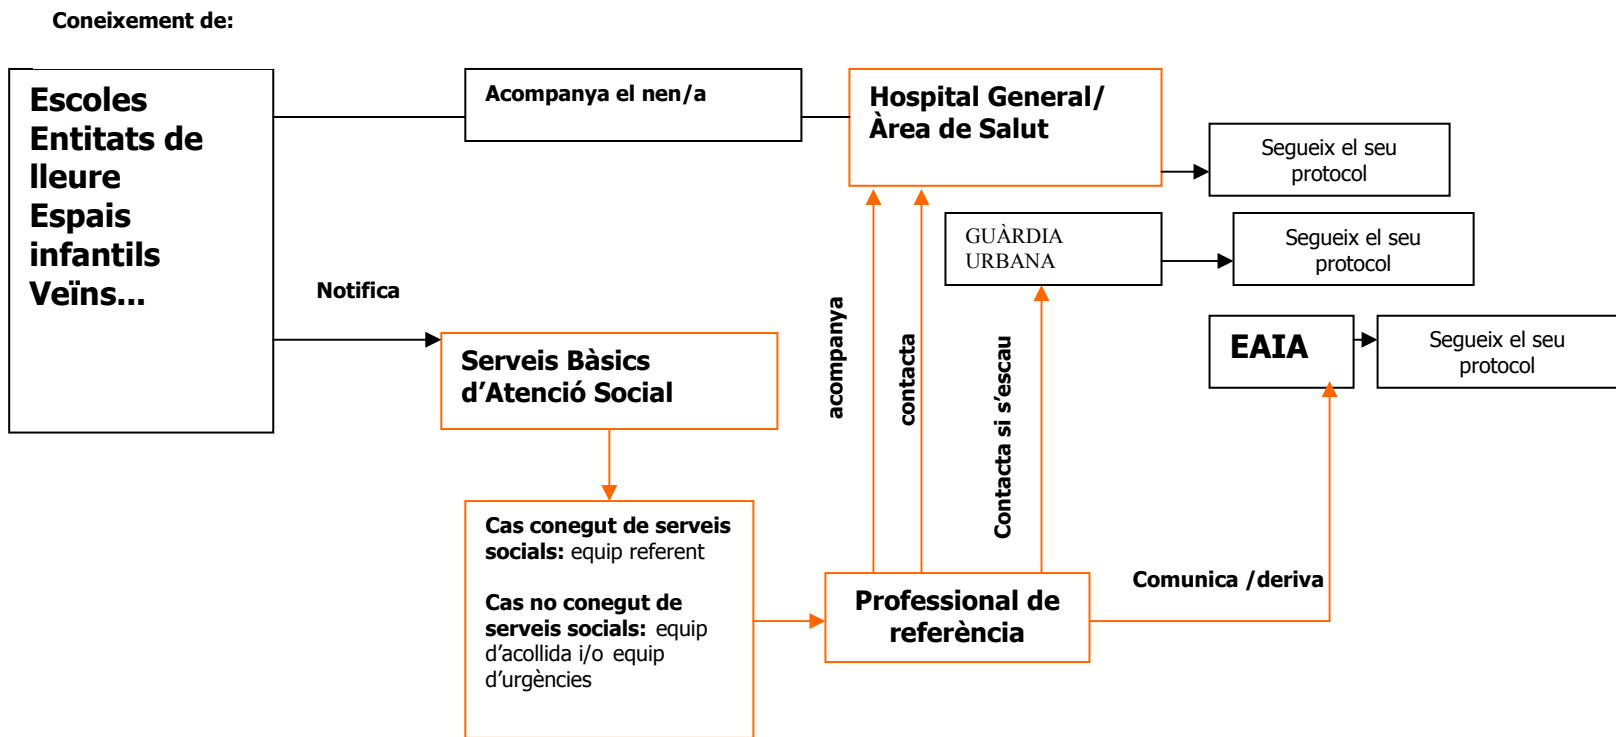 Coneixement de:
Escoles
Entitats de
lleure
Espais
infantils
Veïns...
Acompanya el nen/a
Hospital General/
Àrea de Salut
Segueix el seu
protocol
GUÀRDIA
URBANA
Segueix el seu
protocol
Notifica
EAIA
Segueix el seu
protocol
Serveis Bàsics
d’Atenció Social
acompanya
contacta
Contacta si s’escau
Cas conegut de serveis
socials: equip referent
Cas no conegut de
serveis socials: equip
d’acollida i/o equip
d’urgències
Professional de
referència
Comunica /deriva